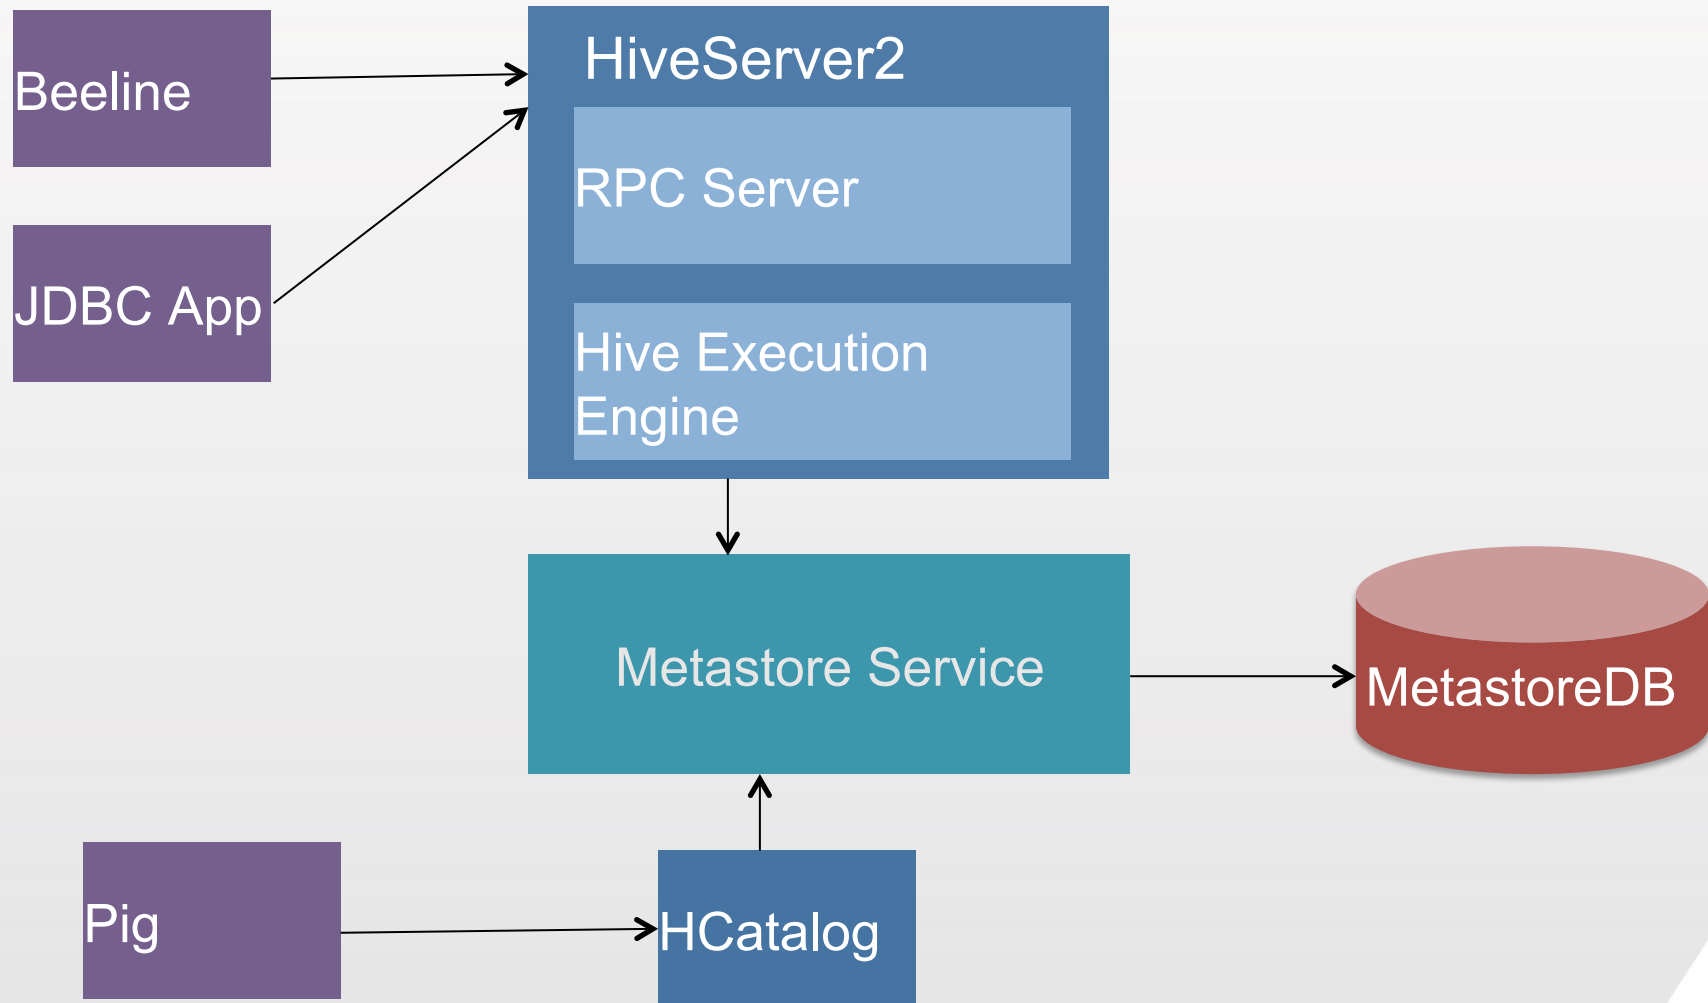 Beeline
HiveServer2
RPC Server
JDBC App
Hive Execution
Engine
Metastore Service
MetastoreDB
Pig
HCatalog